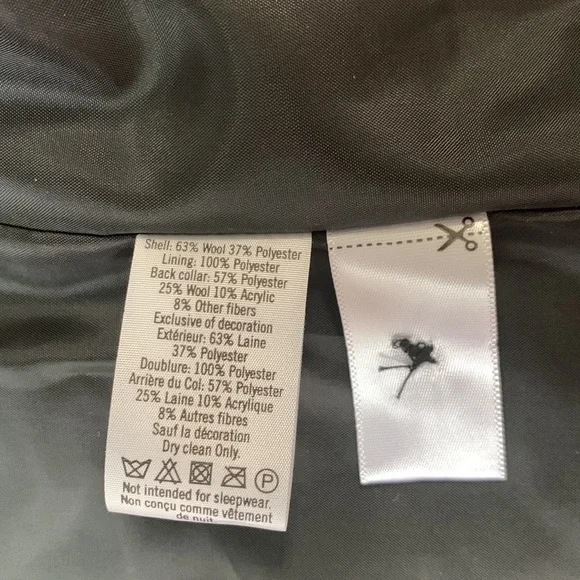 Shell: 63% Wool 37% Polyester
Lining: 100% Polyester
Back collar: 57% Polyester
25% Wool 10% Acrylic
8% Other fibers
Exclusive of decoration
Extérieur: 63% Laine
37% Polyester
Doublure: 100% Polyester
Arrière du Col: 57% Polyester
25% Laine 10% Acrylique
8% Autres fibres
Sauf la décoration
Dry clean Only.
P
Not intended for sleepwear.
Non conçu comme vêtement
de nuit